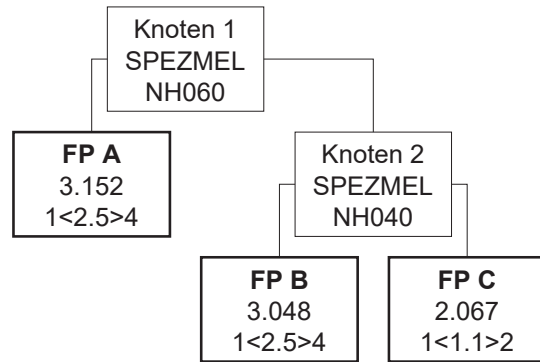 Knoten 1
SPEZMEL
NH060
FP A
3.152
1<2.5>4
Knoten 2
SPEZMEL
NH040
FP B
3.048
1<2.5>4
FP C
2.067
1<1.1>2